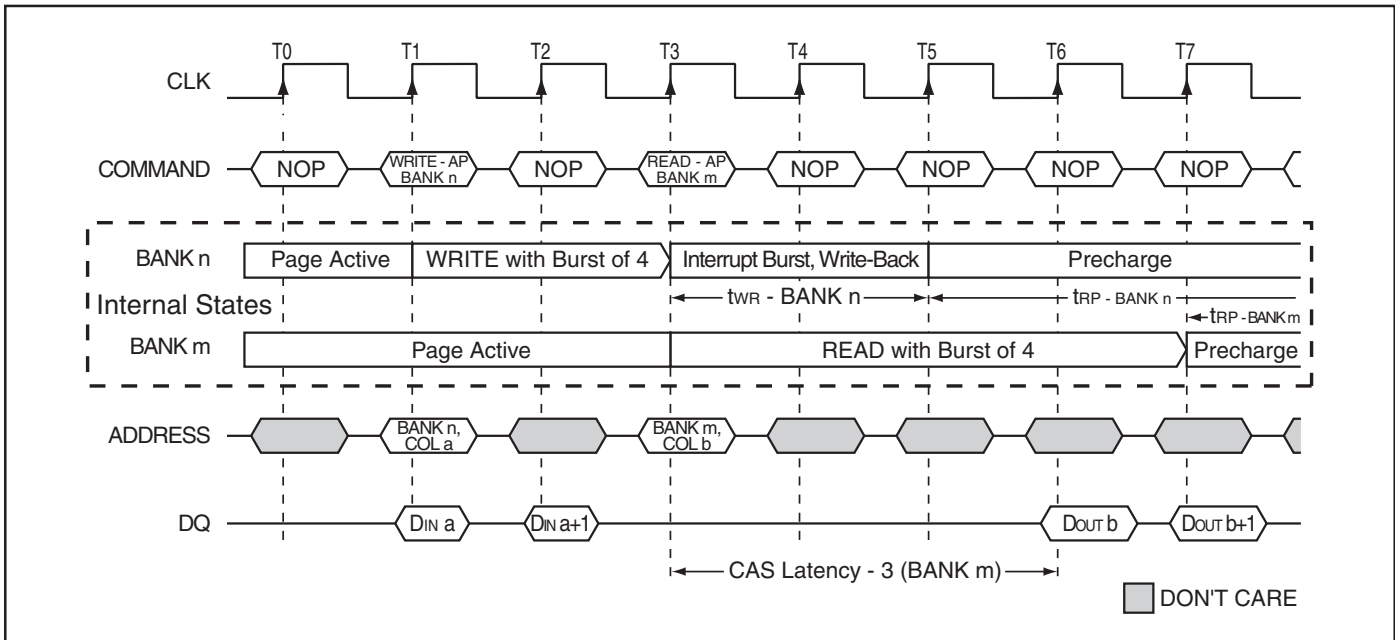 T0 T1 T2 T3 T4 T5 T6 T7
CLK
COMMAND NOP WRITE - AP BANK n NOP READ - AP BANK m NOP NOP NOP NOP
BANK n Page Active WRITE with Burst of 4 Interrupt Burst, Write-Back Precharge
tWR - BANK n tRP - BANK n
Internal States
tRP - BANK m
BANK m Page Active READ with Burst of 4 Precharge
ADDRESS BANK n, COL a BANK m, COL b
DQ DIN a DIN a+1 DOUT b DOUT b+1
CAS Latency - 3 (BANK m)
DON'T CARE